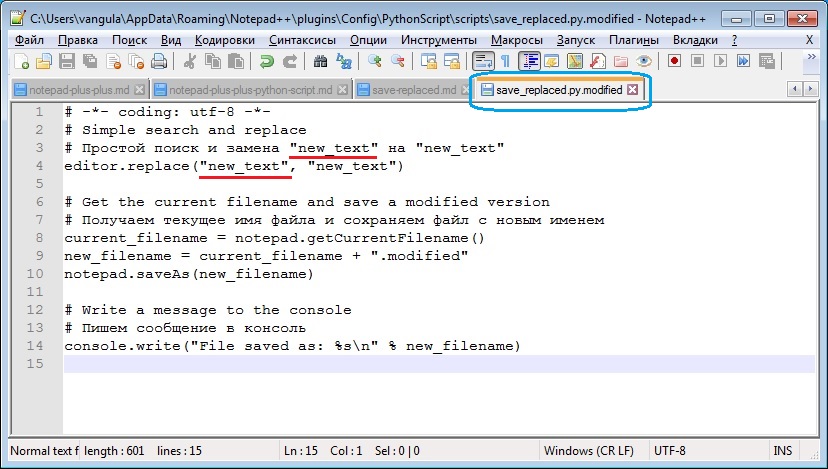 C:\Users\vangula\AppData\Roaming\Notepad++\plugins\Config\PythonScript\scripts\save_replaced.py.modified - Notepad++
Файл Правка Поиск Вид Кодировки Синтаксисы Опции Инструменты Макросы Запуск Плагины Вкладки ? X
notepad-plus-plus.md notepad-plus-plus-python-script.md save-replaced.md save_replaced.py.modified
1 # -*- coding: utf-8 -*-
2 # Simple search and replace
3 # Простой поиск и замена "new_text" на "new_text"
4 editor.replace("new_text", "new_text")
5
6 # Get the current filename and save a modified version
7 # Получаем текущее имя файла и сохраняем файл с новым именем
8 current_filename = notepad.getCurrentFilename()
9 new_filename = current_filename + ".modified"
10 notepad.saveAs(new_filename)
11
12 # Write a message to the console
13 # Пишем сообщение в консоль
14 console.write("File saved as: %s\n" % new_filename)
15
Normal text f length : 601 lines : 15 Ln : 15 Col : 1 Sel : 0 | 0 Windows (CR LF) UTF-8 INS